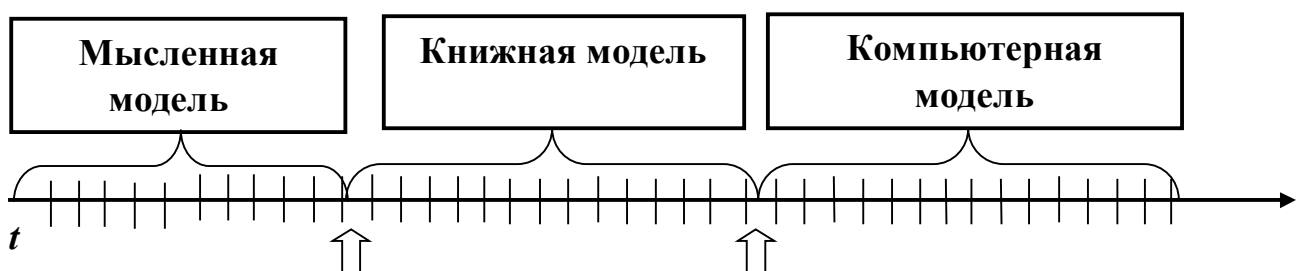 Мысленная
модель
Книжная модель
Компьютерная
модель
t